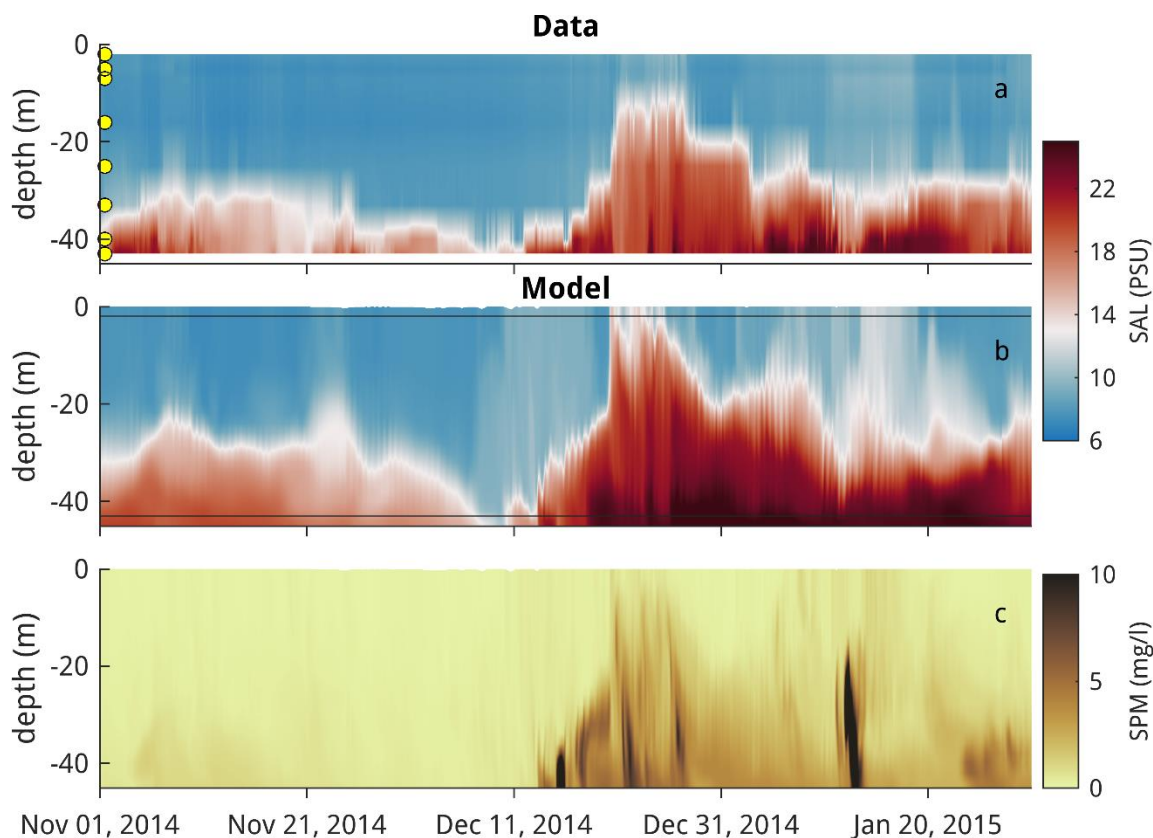 Data
0
-20
-40
depth (m)
a
Model
0
-20
-40
depth (m)
b
22
18
14
10
6
SAL (PSU)
0
-20
-40
depth (m)
c
10
5
0
SPM (mg/l)
Nov 01, 2014 Nov 21, 2014 Dec 11, 2014 Dec 31, 2014 Jan 20, 2015